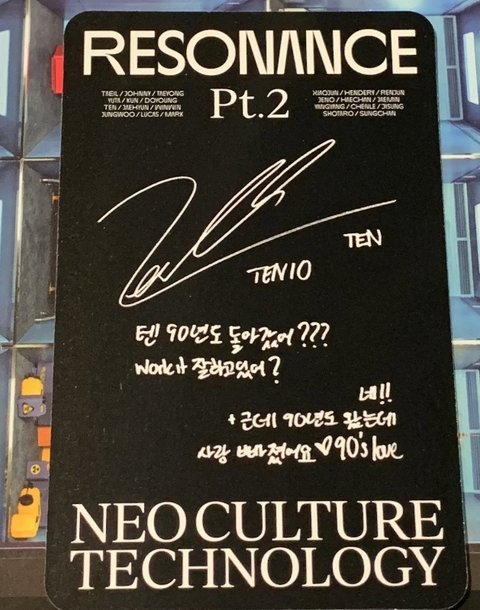 RESONANCE
Pt.2
TAEIL / JOHNNY / TAEYONG
YUTA / KUN / DOYOUNG
TEN / JAEHYUN / WINWIN
JUNGWOO / LUCAS / MARK
XIAOJUN / HENDERY / RENJUN
JENO / HAECHAN / JAEMIN
YANGYANG / CHENLE / JISUNG
SHOTARO / SUNGCHAN
TEN
TEN10
텐 90년도 돌아갔어???
Work it 잘하고있어?
네!!
+ 근데 90년도 왔는데
사랑 빠졌어요♡90's love
NEO CULTURE
TECHNOLOGY